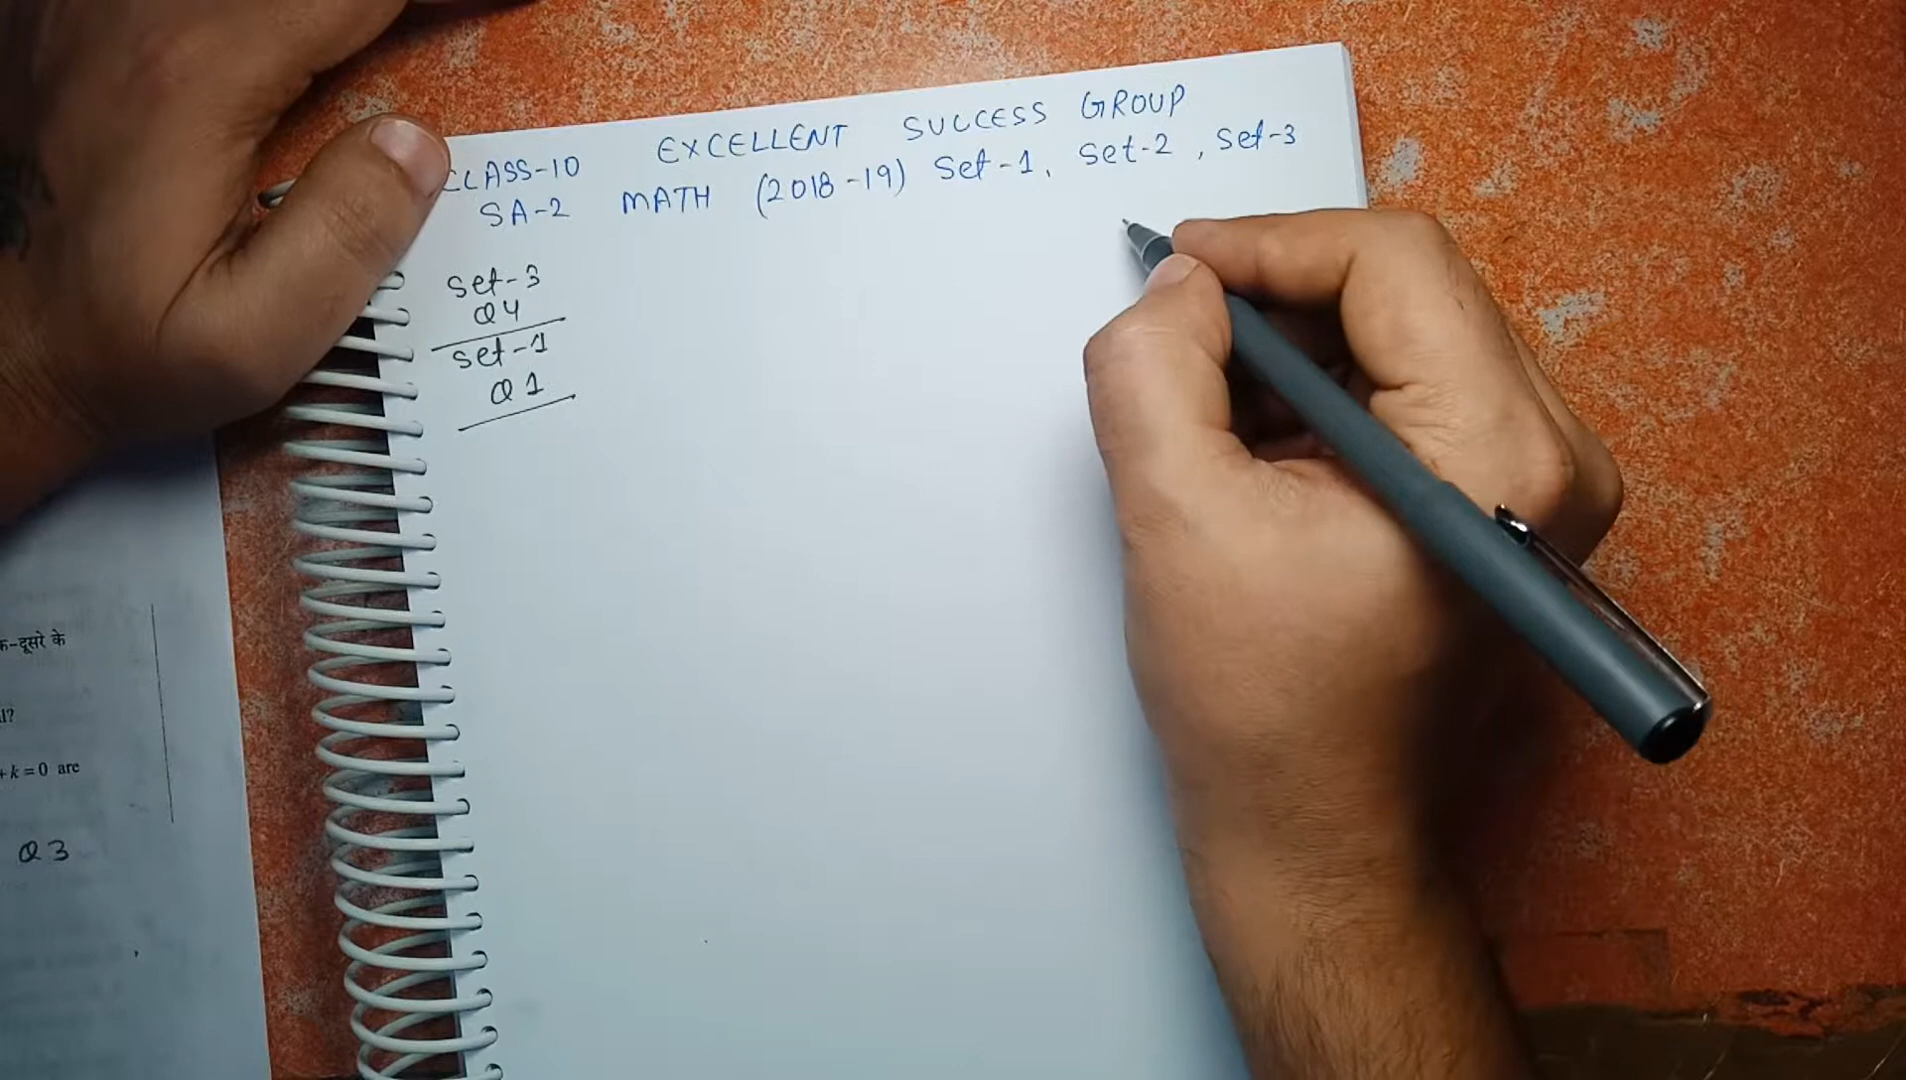 EXCELLENT SUCCESS GROUP
CLASS-10
SA-2 MATH (2018-19) Set-1, Set-2, Set-3
Set-3
Q4
Set-1
Q1
क-दूसरे के
l?
+k=0 are
Q3